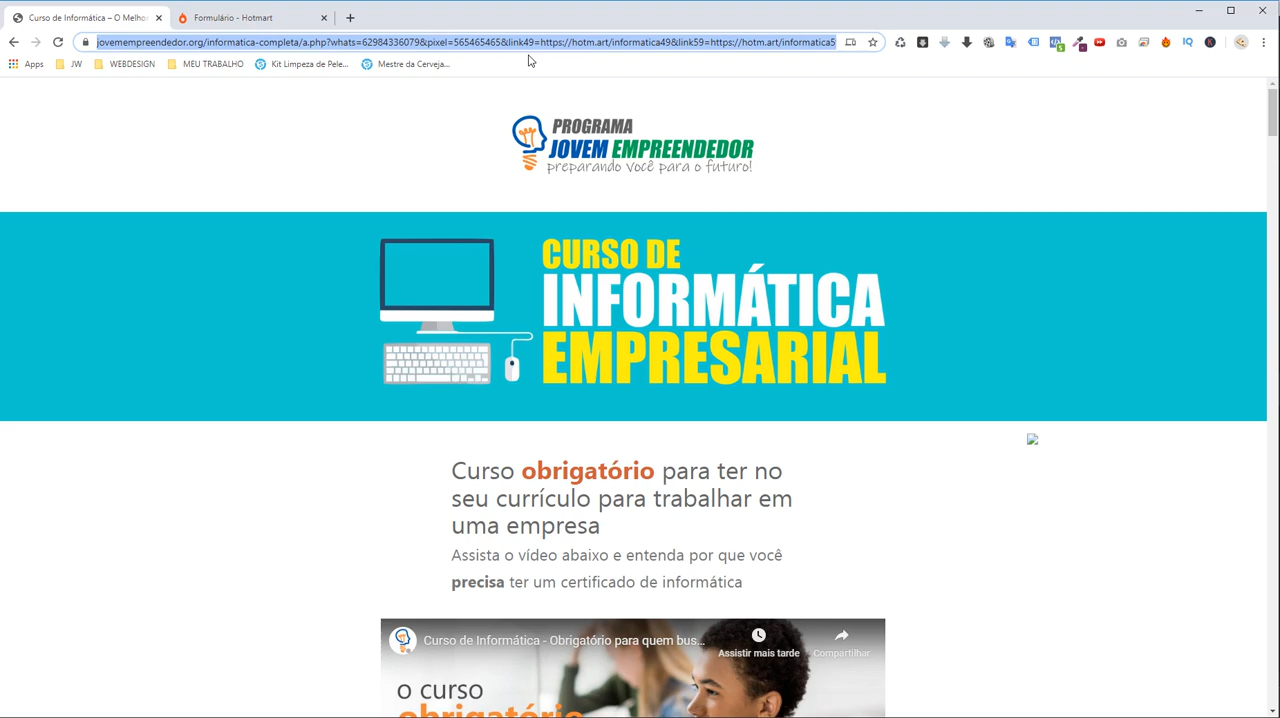 Curso de Informática – O Melhor
Formulário - Hotmart
jovemempreendedor.org/informatica-completa/a.php?whats=62984336079&pixel=565465465&link49=https://hotm.art/informatica49&link59=https://hotm.art/informatica5
Apps
JW
WEBDESIGN
MEU TRABALHO
Kit Limpeza de Pele...
Mestre da Cerveja...
PROGRAMA
JOVEM EMPREENDEDOR
preparando você para o futuro!
CURSO DE
INFORMÁTICA
EMPRESARIAL
Curso obrigatório para ter no
seu currículo para trabalhar em
uma empresa
Assista o vídeo abaixo e entenda por que você
precisa ter um certificado de informática
Curso de Informática - Obrigatório para quem bus...
Assistir mais tarde
Compartilhar
o curso
obrigatório